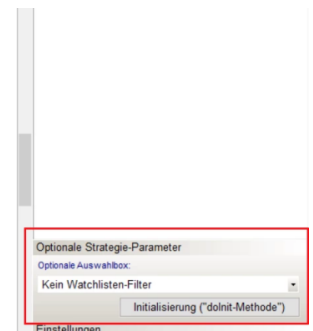 Optionale Strategie-Parameter
Optionale Auswahlbox:
Kein Watchlisten-Filter
Initialisierung ("doInit-Methode")
Einstellungen